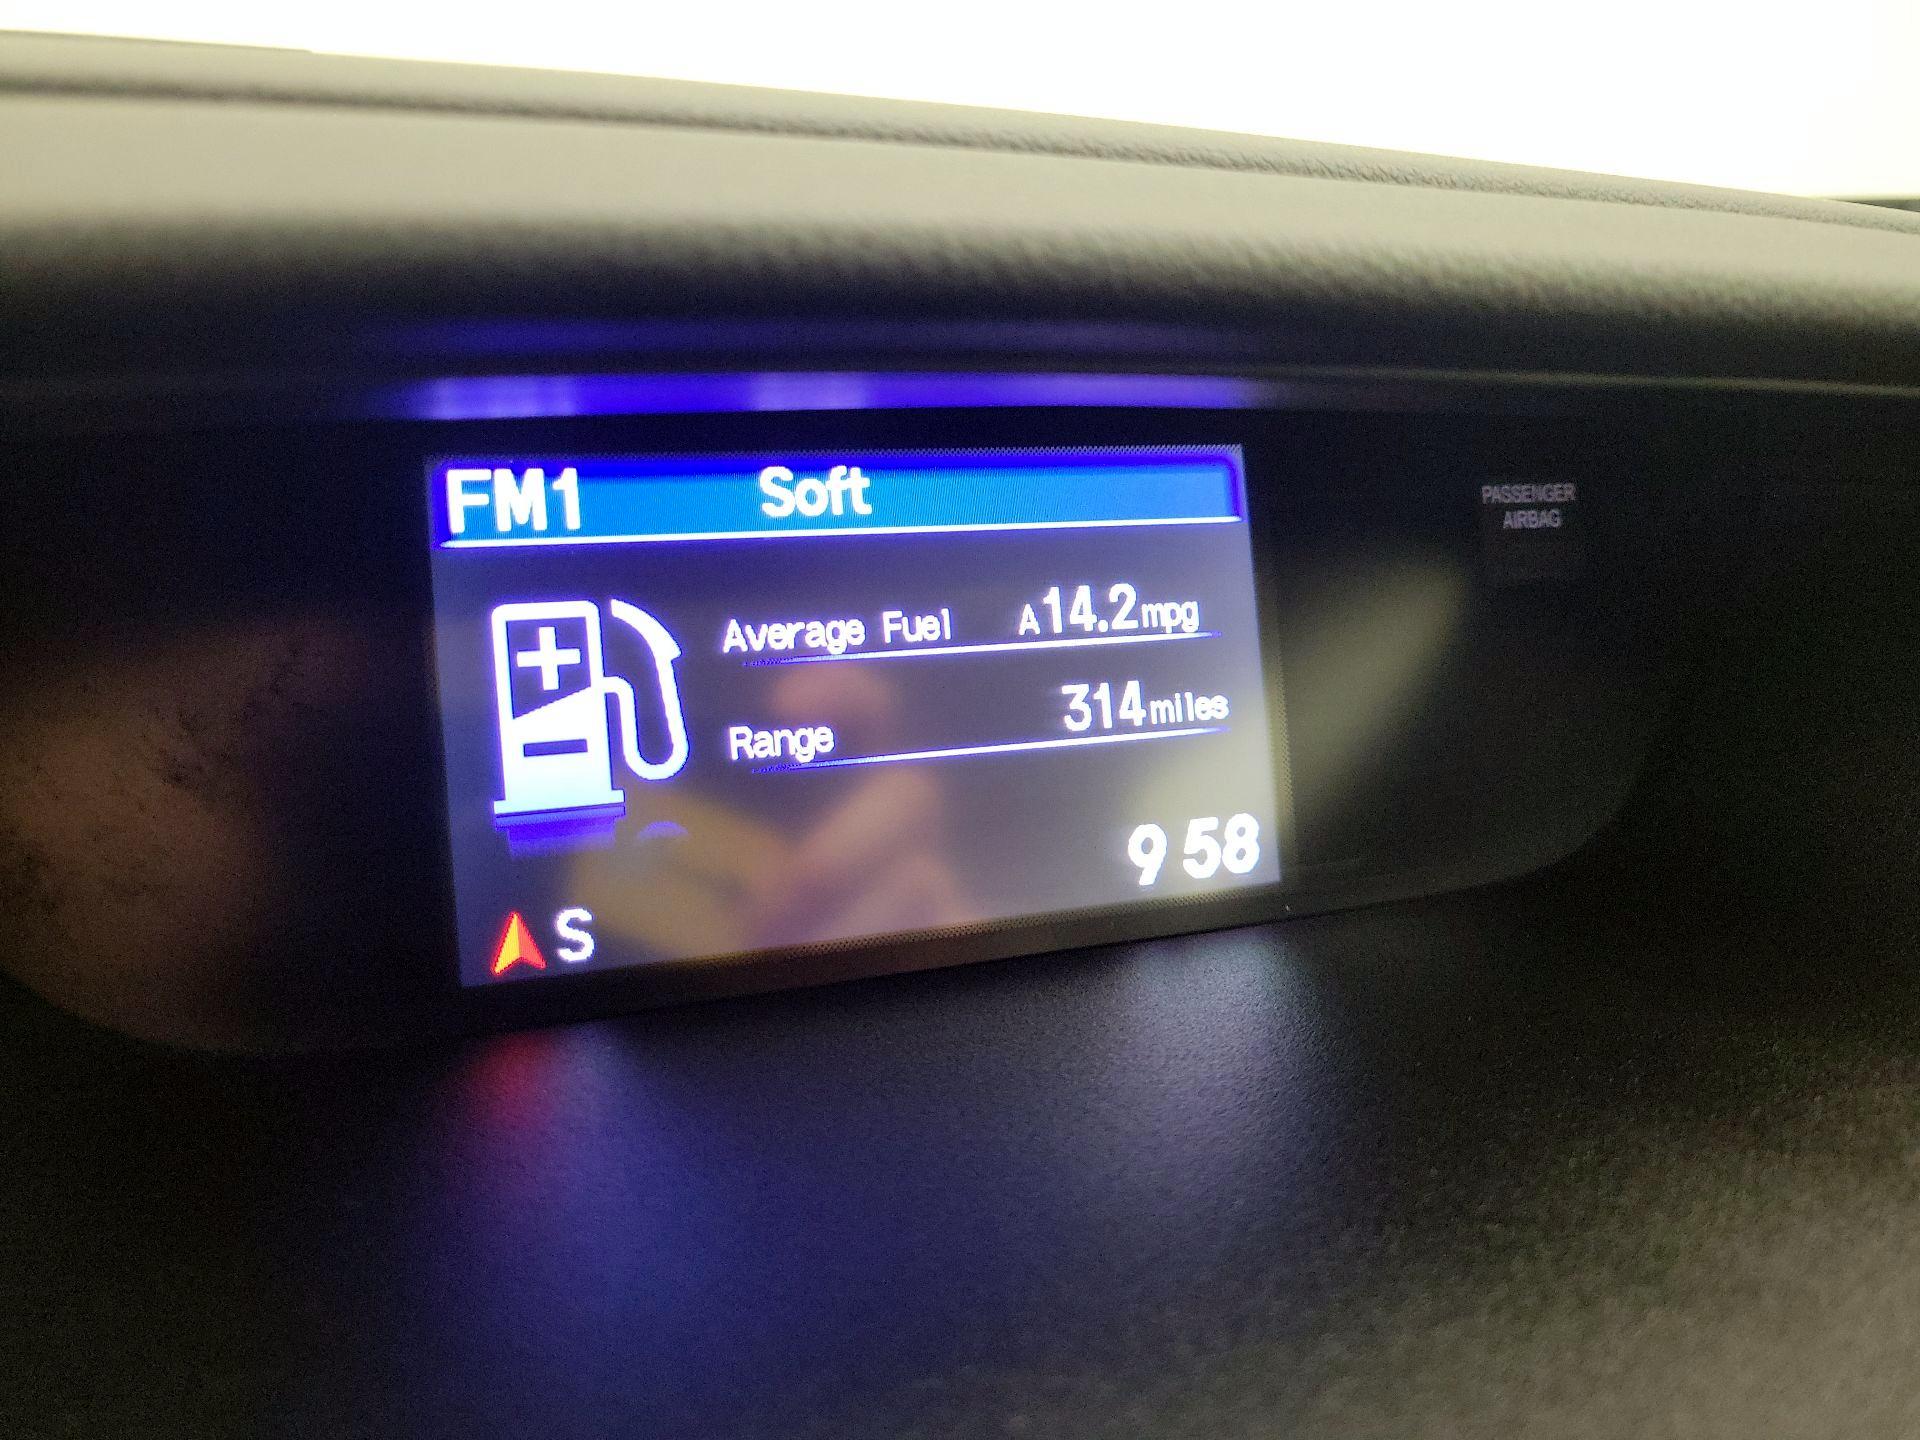 FM1 Soft
PASSENGER
AIRBAG
Average Fuel A14.2mpg
Range 314miles
9 58
S